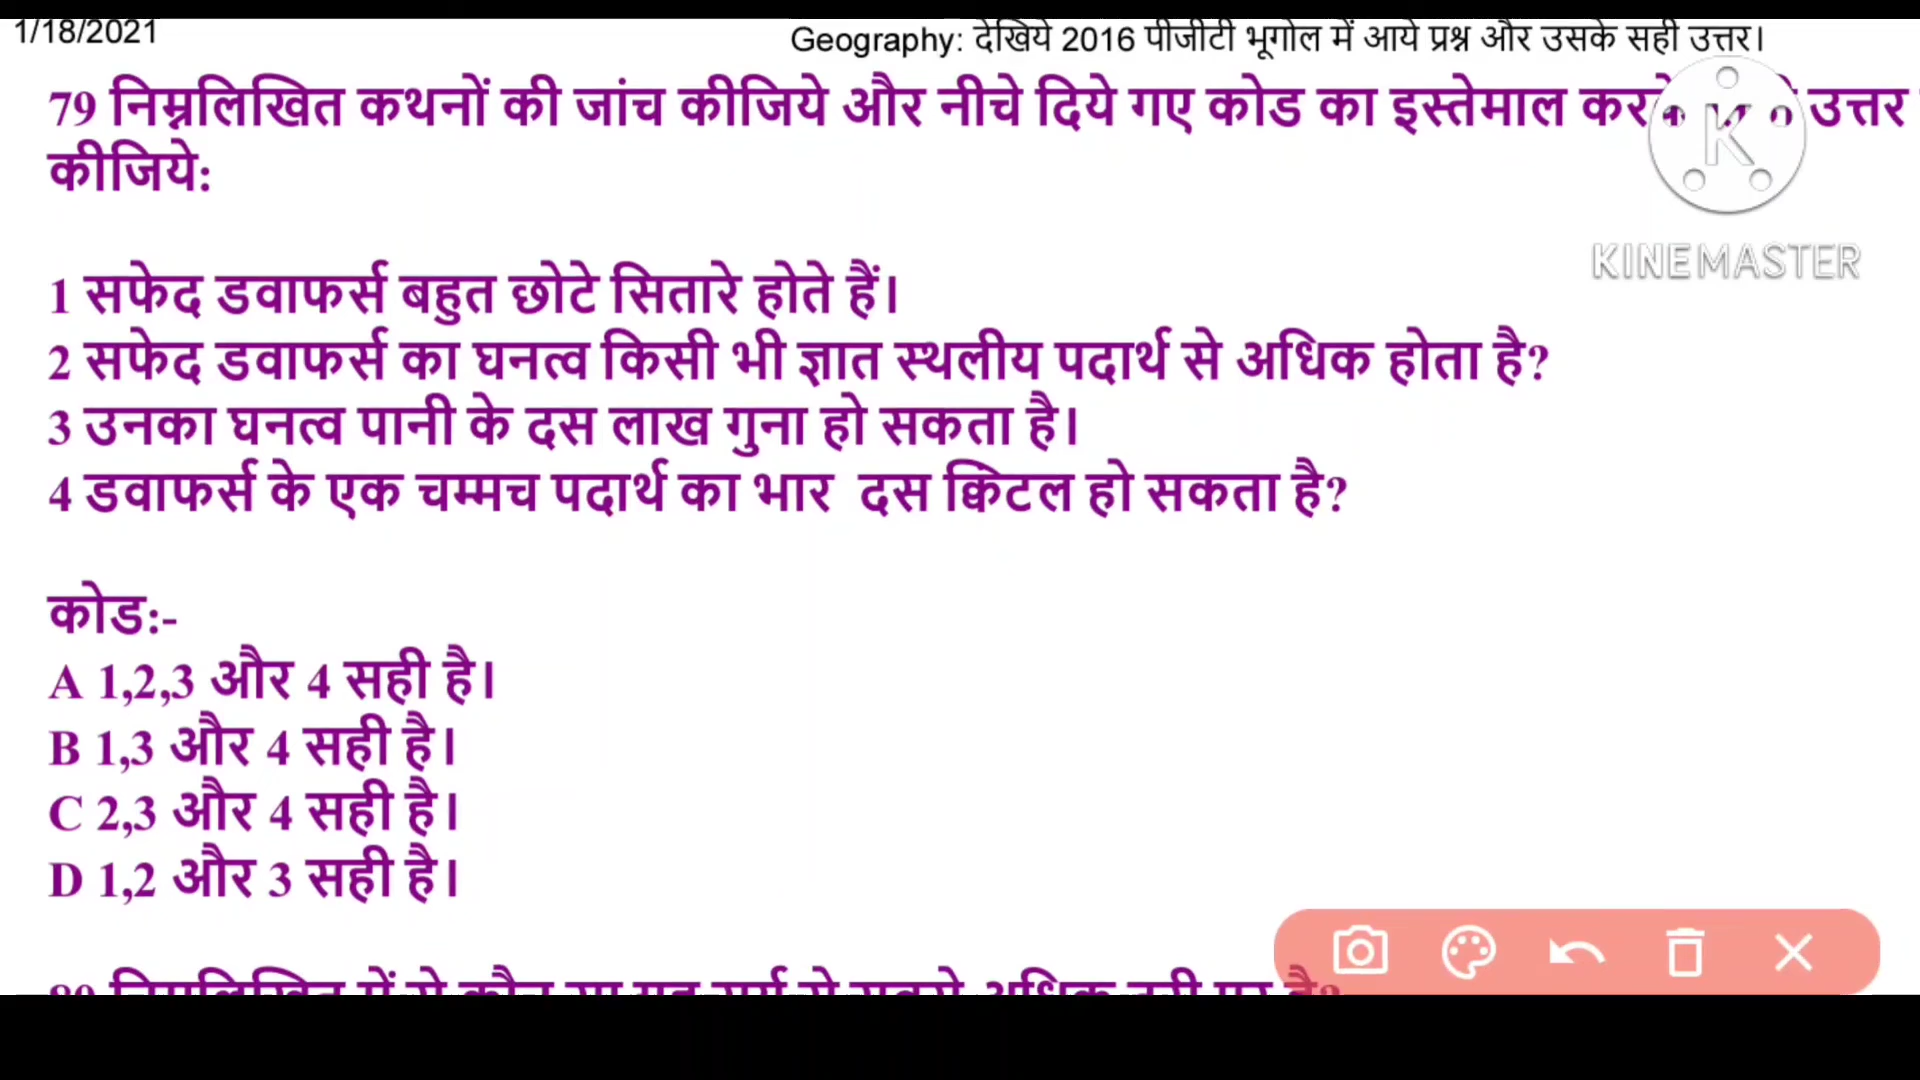 1/18/2021
Geography: देखिये 2016 पीजीटी भूगोल में आये प्रश्न और उसके सही उत्तर।
79 निम्नलिखित कथनों की जांच कीजिये और नीचे दिये गए कोड का इस्तेमाल उत्तर
कीजिये:
KINEMASTER
1 सफेद डवाफर्स बहुत छोटे सितारे होते हैं।
2 सफेद डवाफर्स का घनत्व किसी भी ज्ञात स्थलीय पदार्थ से अधिक होता है?
3 उनका घनत्व पानी के दस लाख गुना हो सकता है।
4 डवाफर्स के एक चम्मच पदार्थ का भार दस क्विटल हो सकता है?
कोड:-
A 1,2,3 और 4 सही है।
B 1,3 और 4 सही है।
C 2,3 और 4 सही है।
D 1,2 और 3 सही है।